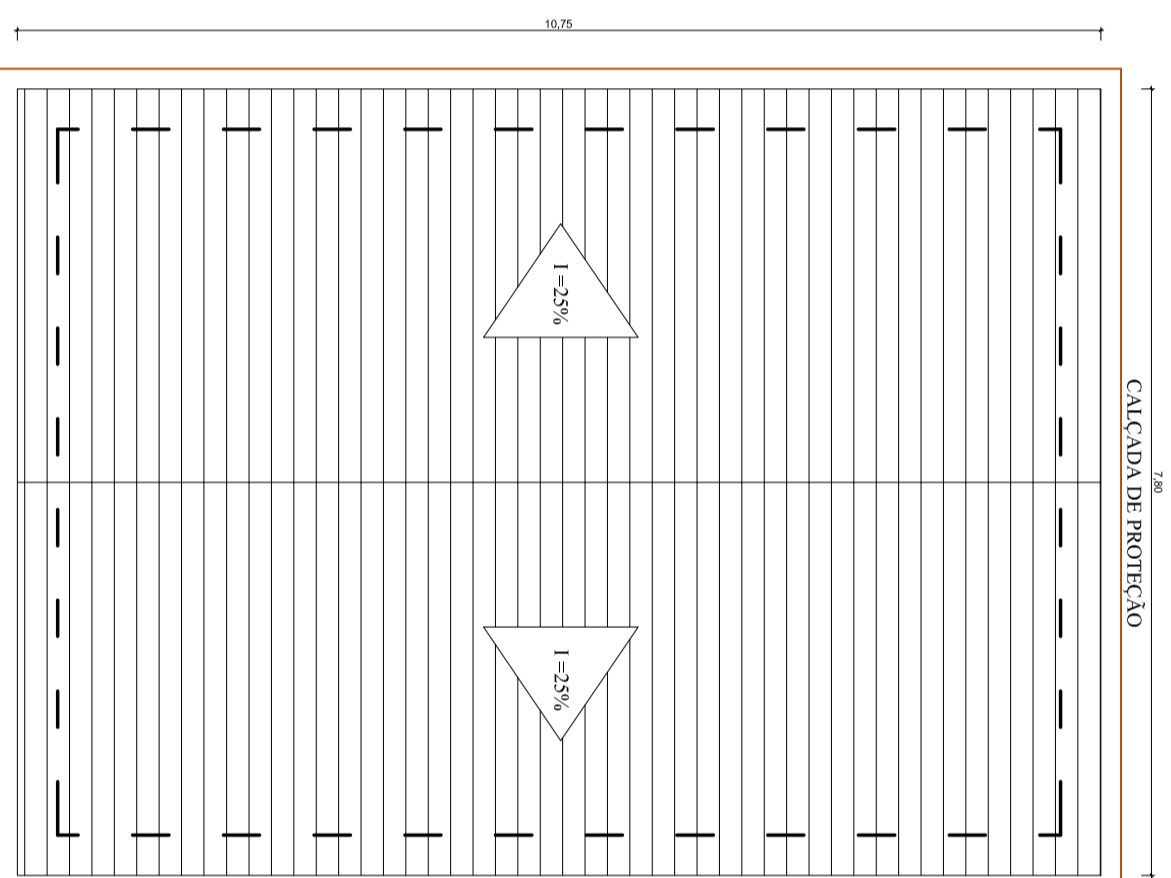 10,75
I =25%
CALÇADA DE PROTEÇÃO
7,80
I =25%